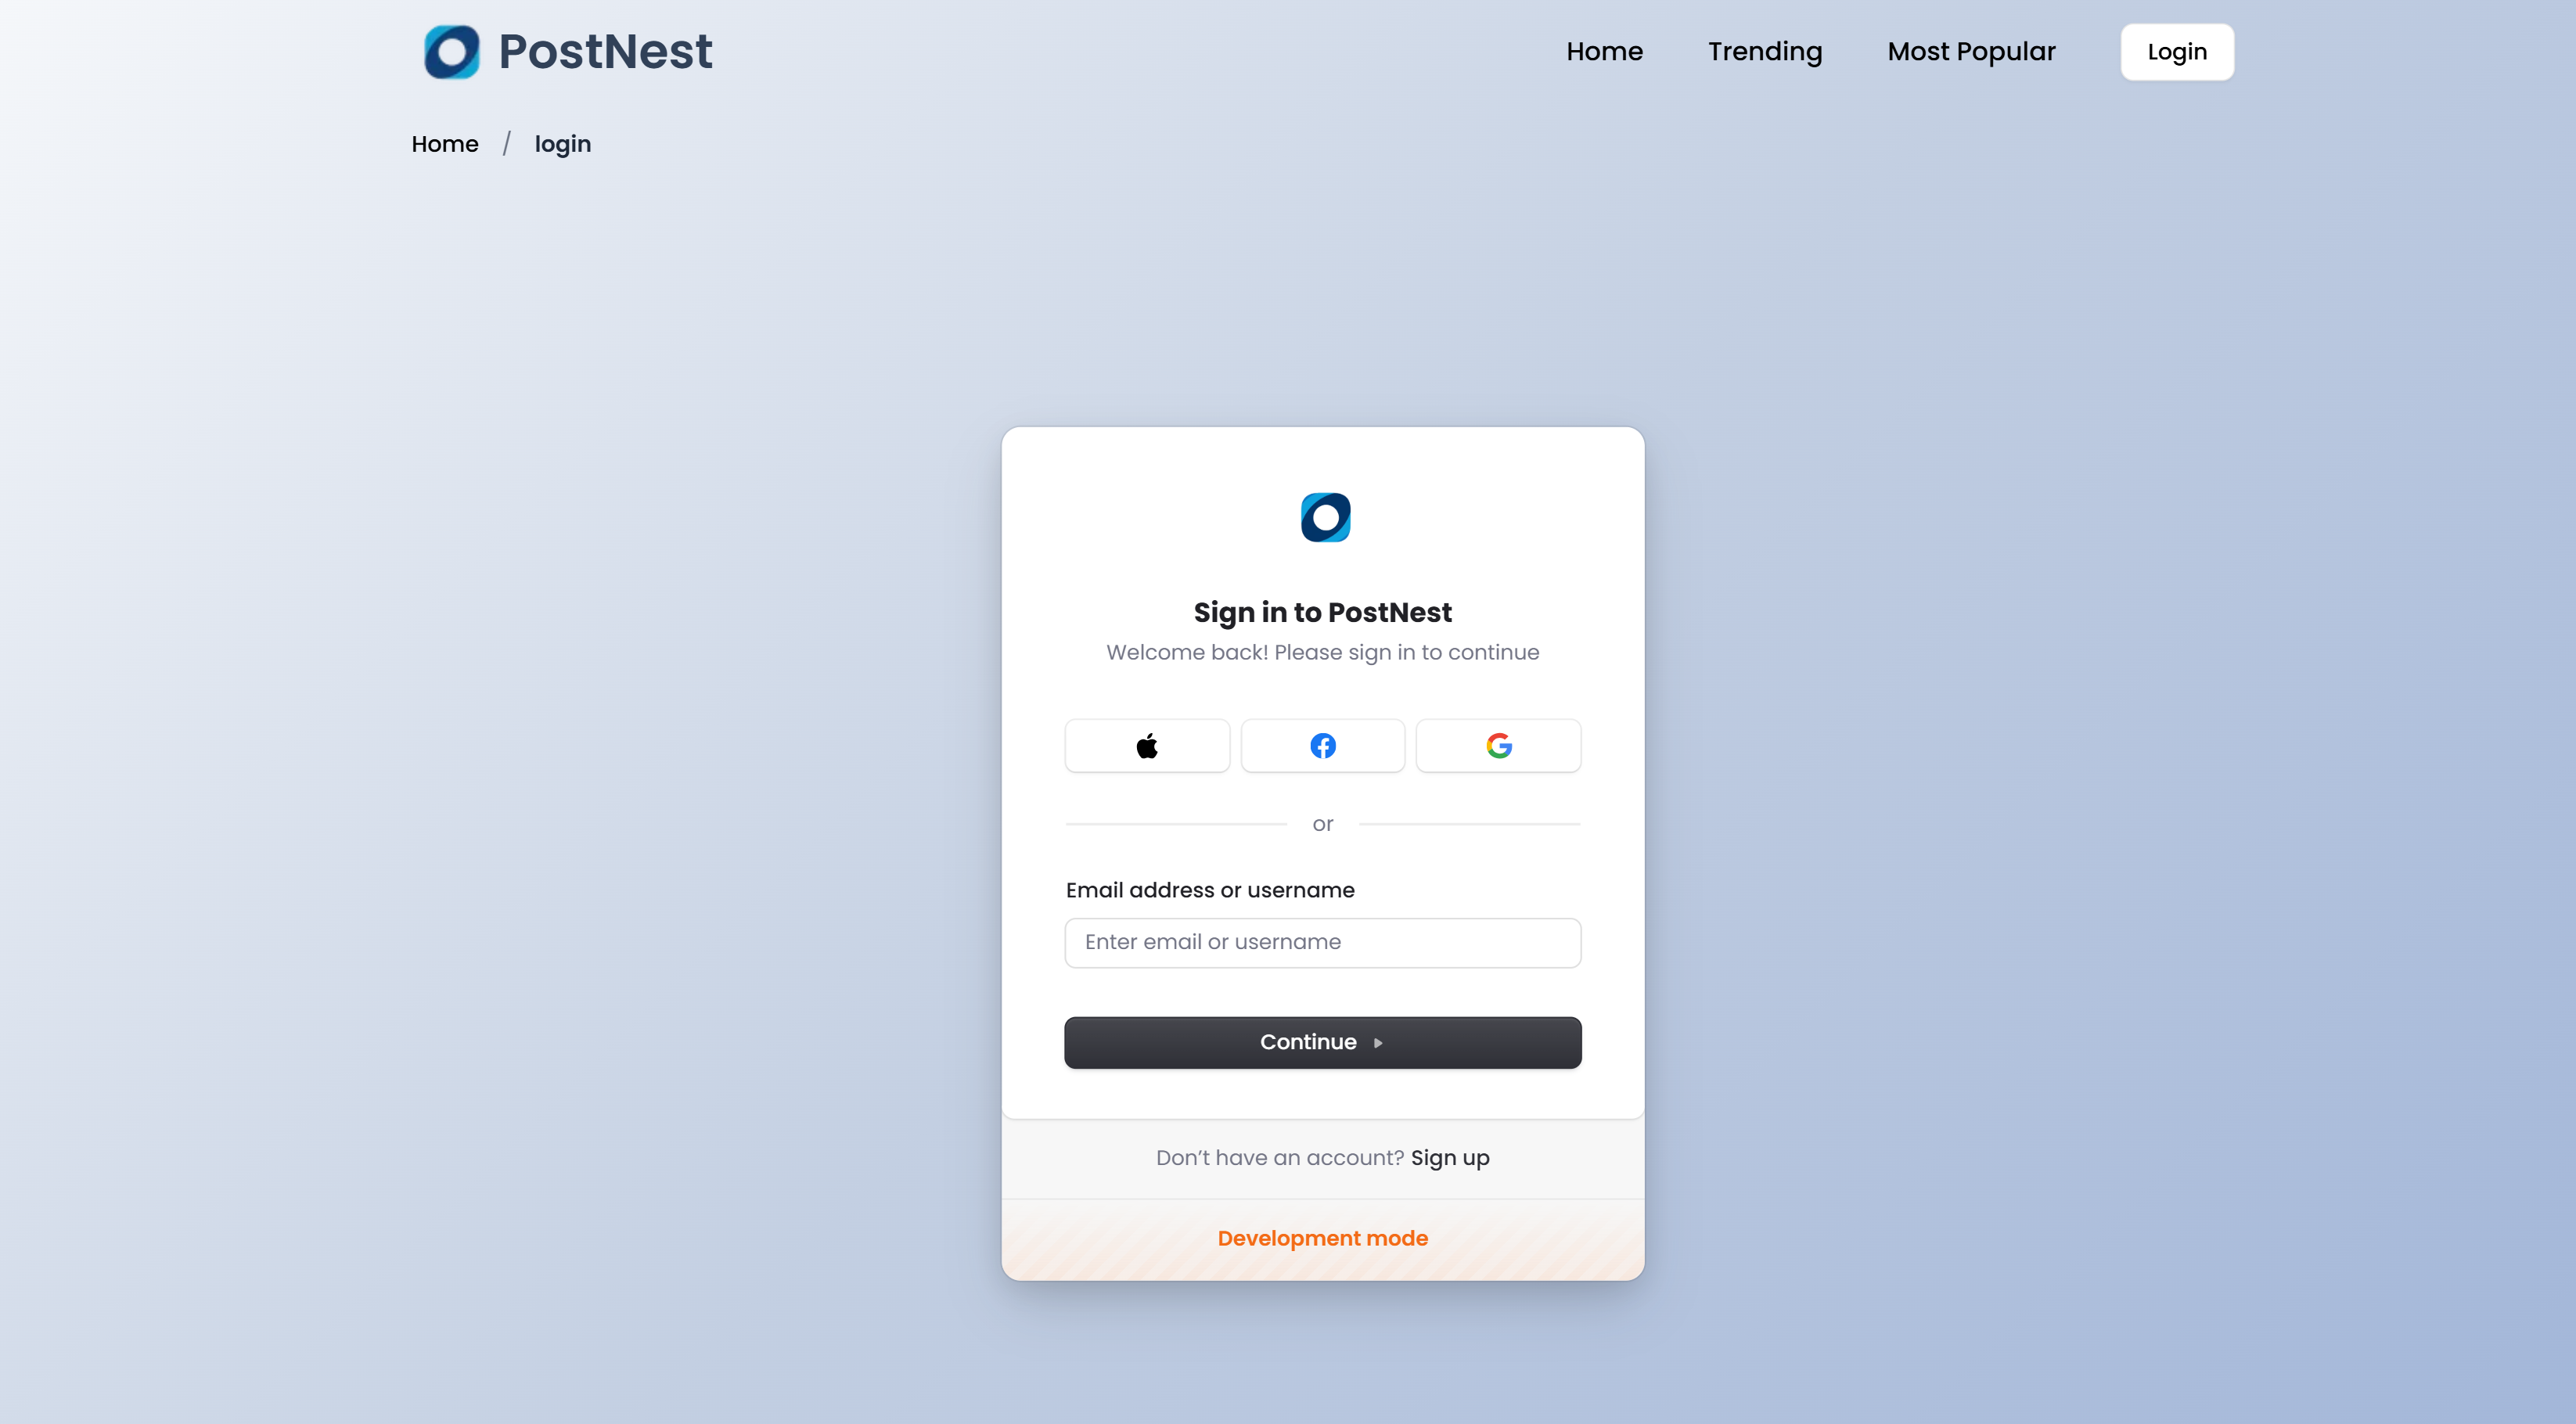 PostNest
Home
Trending
Most Popular
Login
Home / login
Sign in to PostNest
Welcome back! Please sign in to continue
or
Email address or username
Enter email or username
Continue
Don’t have an account? Sign up
Development mode